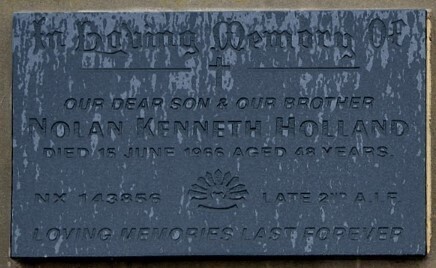 In Loving Memory Of
OUR DEAR SON & OUR BROTHER
NOLAN KENNETH HOLLAND
DIED 15 JUNE 1966 AGED 48 YEARS.
NX 143856 LATE 2ND A.I.F.
LOVING MEMORIES LAST FOREVER